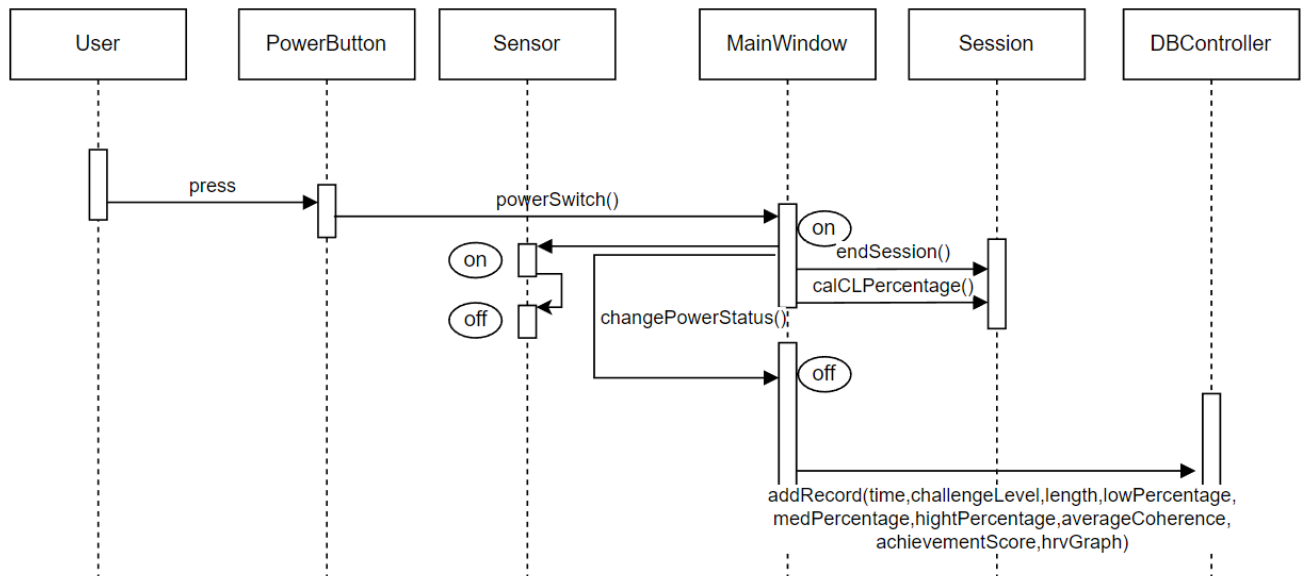 User
PowerButton
Sensor
MainWindow
Session
DBController
press
powerSwitch()
on
endSession()
on
calCLPercentage()
off
changePowerStatus()
off
addRecord(time,challengeLevel,length,lowPercentage,
medPercentage,hightPercentage,averageCoherence,
achievementScore,hrvGraph)